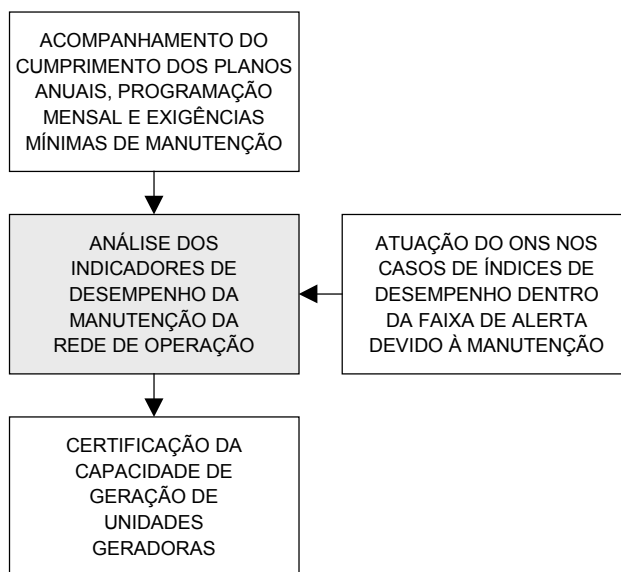 ACOMPANHAMENTO DO
CUMPRIMENTO DOS PLANOS
ANUAIS, PROGRAMAÇÃO
MENSAL E EXIGÊNCIAS
MÍNIMAS DE MANUTENÇÃO
ANÁLISE DOS
INDICADORES DE
DESEMPENHO DA
MANUTENÇÃO DA
REDE DE OPERAÇÃO
ATUAÇÃO DO ONS NOS
CASOS DE ÍNDICES DE
DESEMPENHO DENTRO
DA FAIXA DE ALERTA
DEVIDO À MANUTENÇÃO
CERTIFICAÇÃO DA
CAPACIDADE DE
GERAÇÃO DE
UNIDADES
GERADORAS